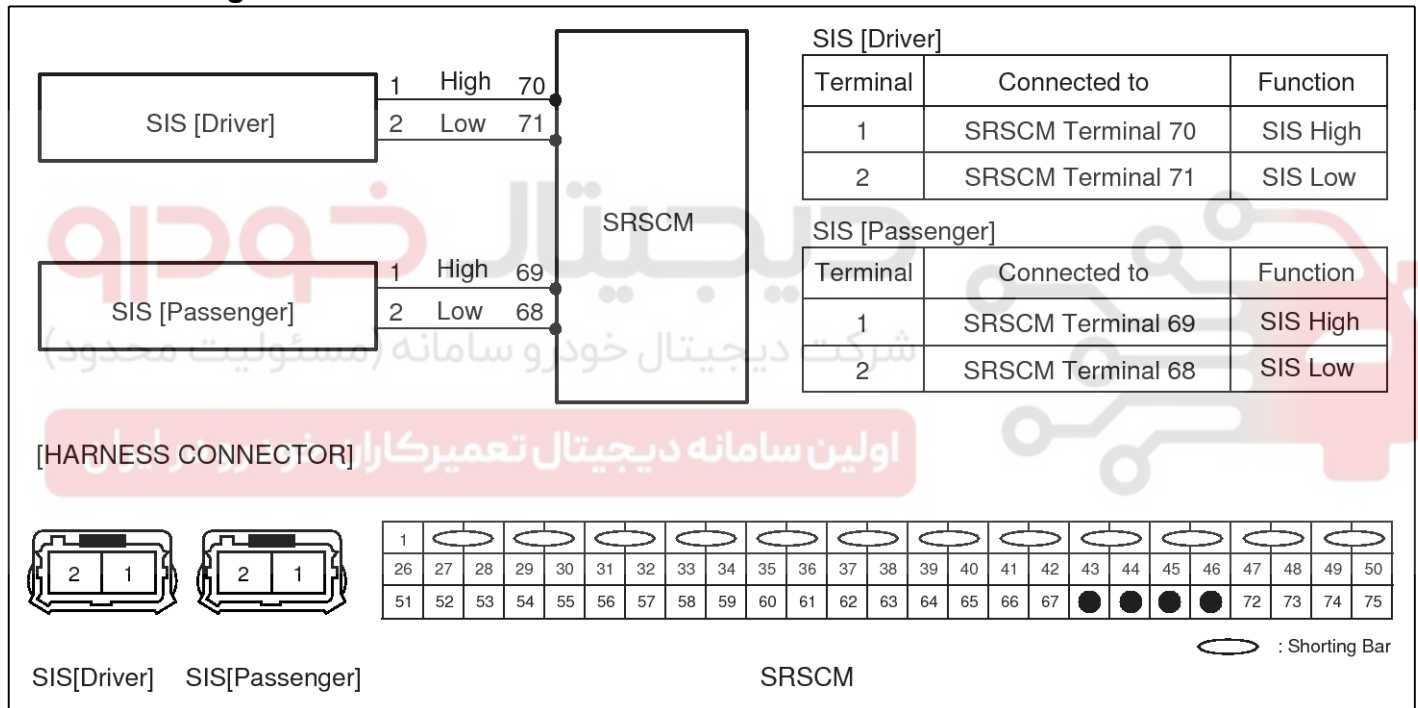 SIS [Driver]
1 High 70
2 Low 71
SIS [Passenger]
1 High 69
2 Low 68
SRSCM
SIS [Driver]
Terminal Connected to Function
1 SRSCM Terminal 70 SIS High
2 SRSCM Terminal 71 SIS Low
SIS [Passenger]
Terminal Connected to Function
1 SRSCM Terminal 69 SIS High
2 SRSCM Terminal 68 SIS Low
دیجیتال خودرو
شرکت دیجیتال خودرو سامانه (مسئولیت محدود)
اولین سامانه دیجیتال تعمیرکاران خودرو در ایران
[HARNESS CONNECTOR]
2 1
2 1
1
26 27 28 29 30 31 32 33 34 35 36 37 38 39 40 41 42 43 44 45 46 47 48 49 50
51 52 53 54 55 56 57 58 59 60 61 62 63 64 65 66 67 72 73 74 75
: Shorting Bar
SIS[Driver] SIS[Passenger] SRSCM